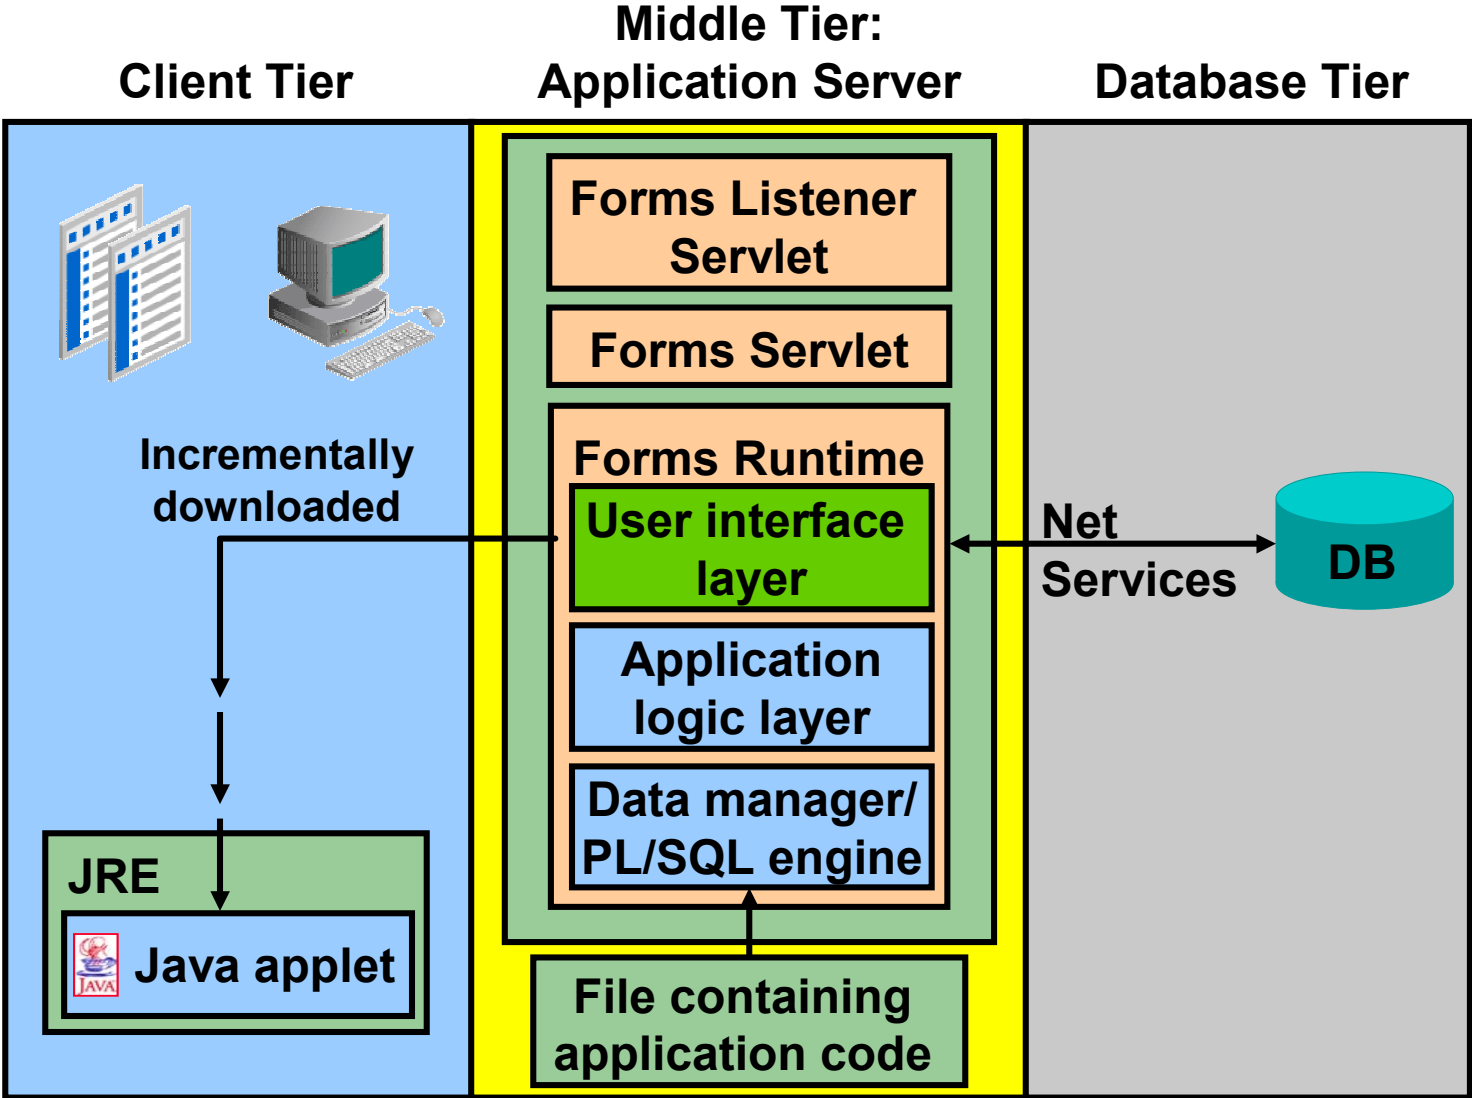 Middle Tier:
Client Tier
Application Server
Database Tier
Forms Listener
Servlet
Forms Servlet
Incrementally
downloaded
Forms Runtime
User interface
layer
Net
Services
DB
Application
logic layer
Data manager/
PL/SQL engine
JRE
JAVA
Java applet
File containing
application code